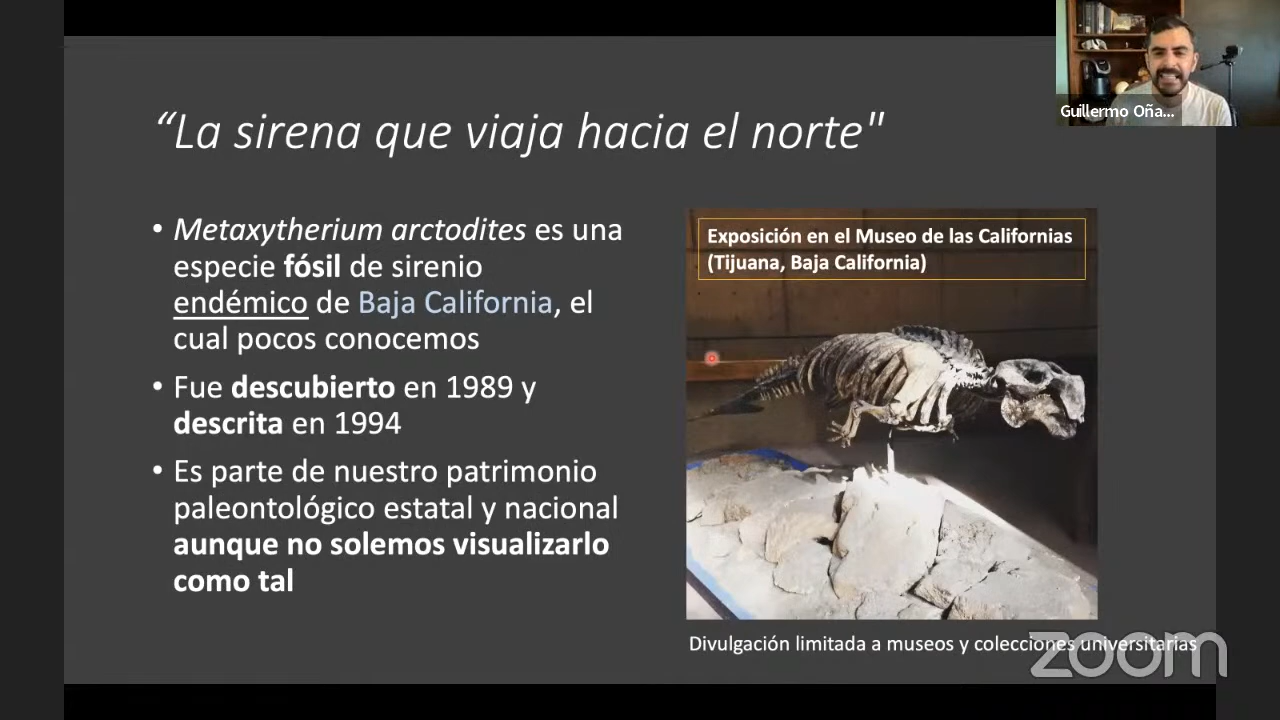 “La sirena que viaja hacia el norte"
• Metaxytherium arctodites es una
especie fósil de sirenio
endémico de Baja California, el
cual pocos conocemos
• Fue descubierto en 1989 y
descrita en 1994
• Es parte de nuestro patrimonio
paleontológico estatal y nacional
aunque no solemos visualizarlo
como tal
Exposición en el Museo de las Californias
(Tijuana, Baja California)
Divulgación limitada a museos y colecciones universitarias
Guillermo Oña...
zoom